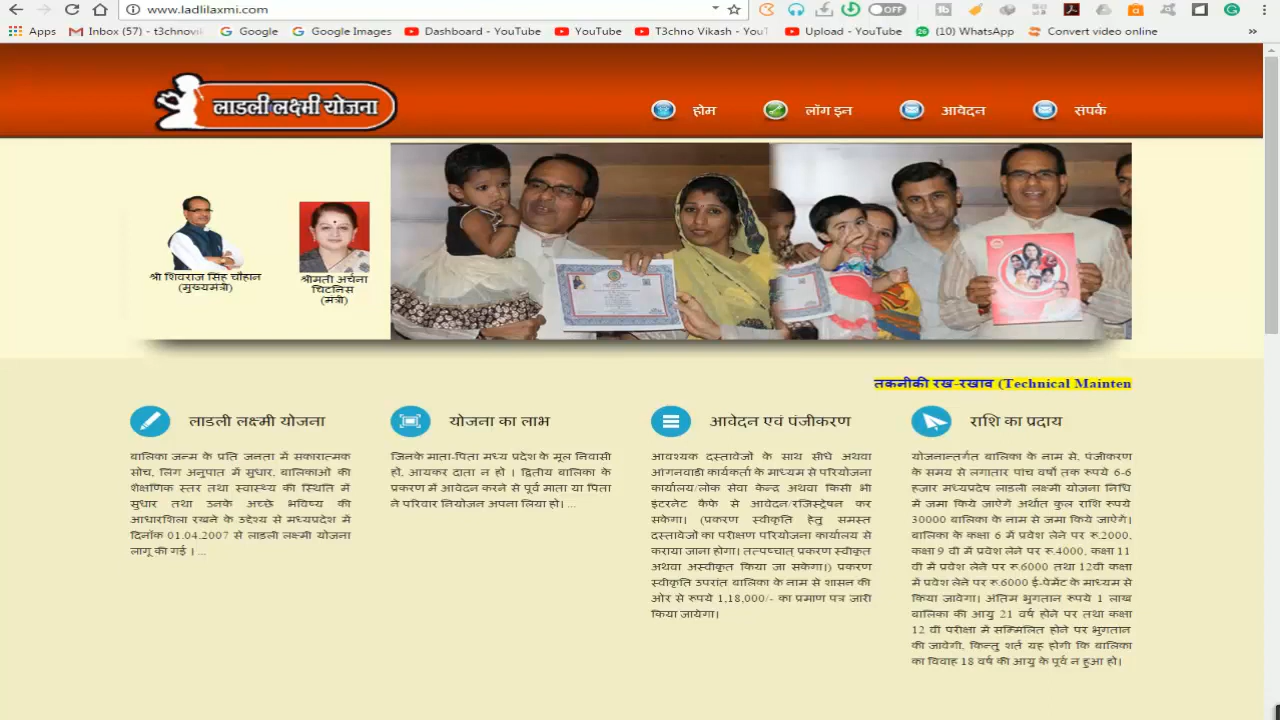 www.ladlilaxmi.com
OFF
Apps
Inbox (57) - t3chnovik
Google
Google Images
Dashboard - YouTube
YouTube
T3chno Vikash - YouT
Upload - YouTube
(10) WhatsApp
Convert video online
»
लाडली लक्ष्मी योजना
होम
लॉग इन
आवेदन
संपर्क
श्री शिवराज सिंह चौहान
(मुख्यमंत्री)
श्रीमती अर्चना
चिटनिस
(मंत्री)
तकनीकी रख-रखाव (Technical Mainten
लाडली लक्ष्मी योजना
बालिका जन्म के प्रति जनता में सकारात्मक
सोच, लिंग अनुपात में सुधार, बालिकाओं की
शैक्षणिक स्तर तथा स्वास्थ्य की स्थिति में
सुधार तथा उनके अच्छे भविष्य की
आधारशिला रखने के उद्देश्य से मध्यप्रदेश में
दिनाँक 01.04.2007 से लाडली लक्ष्मी योजना
लागू की गई । ...
योजना का लाभ
जिनके माता-पिता मध्य प्रदेश के मूल निवासी
हों, आयकर दाता न हो । द्वितीय बालिका के
प्रकरण में आवेदन करने से पूर्व माता या पिता
ने परिवार नियोजन अपना लिया हो। ...
आवेदन एवं पंजीकरण
आवश्यक दस्तावेजों के साथ सीधे अथवा
आंगनवाडी कार्यकर्ता के माध्यम से परियोजना
कार्यालय/लोक सेवा केन्द्र अथवा किसी भी
इंटरनेट कैफे से आवेदन/रजिस्ट्रेषन कर
सकेगा। (प्रकरण स्वीकृति हेतु समस्त
दस्तावेजों का परीक्षण परियोजना कार्यालय से
कराया जाना होगा। तत्पष्चात् प्रकरण स्वीकृत
अथवा अस्वीकृत किया जा सकेगा।) प्रकरण
स्वीकृति उपरांत बालिका के नाम से शासन की
ओर से रूपये 1,18,000/- का प्रमाण पत्र जारी
किया जायेगा।
राशि का प्रदाय
योजनान्तर्गत बालिका के नाम से, पंजीकरण
के समय से लगातार पांच वर्षों तक रूपये 6-6
हजार मध्यप्रदेष लाडली लक्ष्मी योजना निधि
में जमा किये जाऐंगें अर्थात कुल राशि रूपये
30000 बालिका के नाम से जमा किये जाऐंगे।
बालिका के कक्षा 6 में प्रवेश लेने पर रू.2000,
कक्षा 9 वी में प्रवेश लेने पर रू.4000, कक्षा 11
वी में प्रवेश लेने पर रू.6000 तथा 12वी कक्षा
में प्रवेश लेने पर रू.6000 ई-पेमेंट के माध्यम से
किया जावेगा। अंतिम भुगतान रूपये 1 लाख
बालिका की आयु 21 वर्ष होने पर तथा कक्षा
12 वीं परीक्षा में सम्मिलित होने पर भुगतान
की जावेगी, किन्तु शर्त यह होगी कि बालिका
का विवाह 18 वर्ष की आयु के पूर्व न हुआ हो।